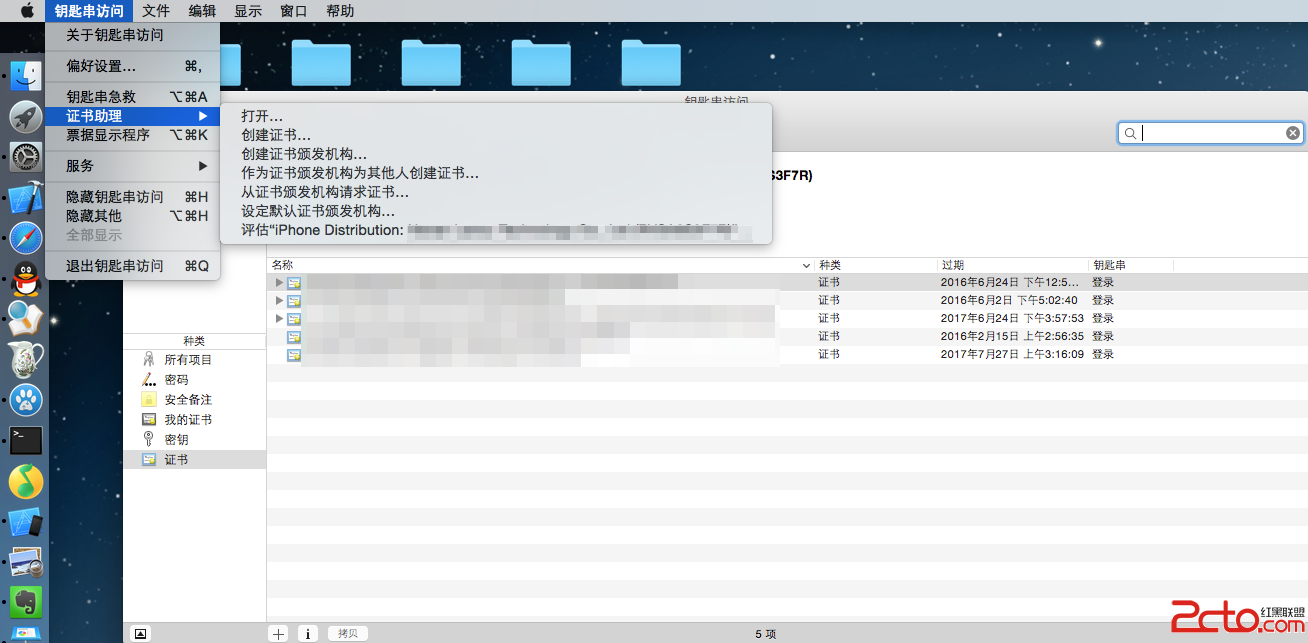 钥匙串访问 文件 编辑 显示 窗口 帮助
关于钥匙串访问
偏好设置… ⌘,
钥匙串急救 ⌥⌘A
证书助理 ▶
票据显示程序 ⌥⌘K
服务 ▶
隐藏钥匙串访问 ⌘H
隐藏其他 ⌥⌘H
全部显示
退出钥匙串访问 ⌘Q
打开…
创建证书…
创建证书颁发机构…
作为证书颁发机构为其他人创建证书…
从证书颁发机构请求证书…
设定默认证书颁发机构…
评估“iPhone Distribution:
钥匙串访问
S3F7R)
名称 种类 过期 钥匙串
证书 2016年6月24日 下午12:5… 登录
证书 2016年6月2日 下午5:02:40 登录
证书 2017年6月24日 下午3:57:53 登录
证书 2016年2月15日 上午2:56:35 登录
证书 2017年7月27日 上午3:16:09 登录
种类
所有项目
密码
安全备注
我的证书
密钥
证书
拷贝
5 项
2cto.com
红黑联盟